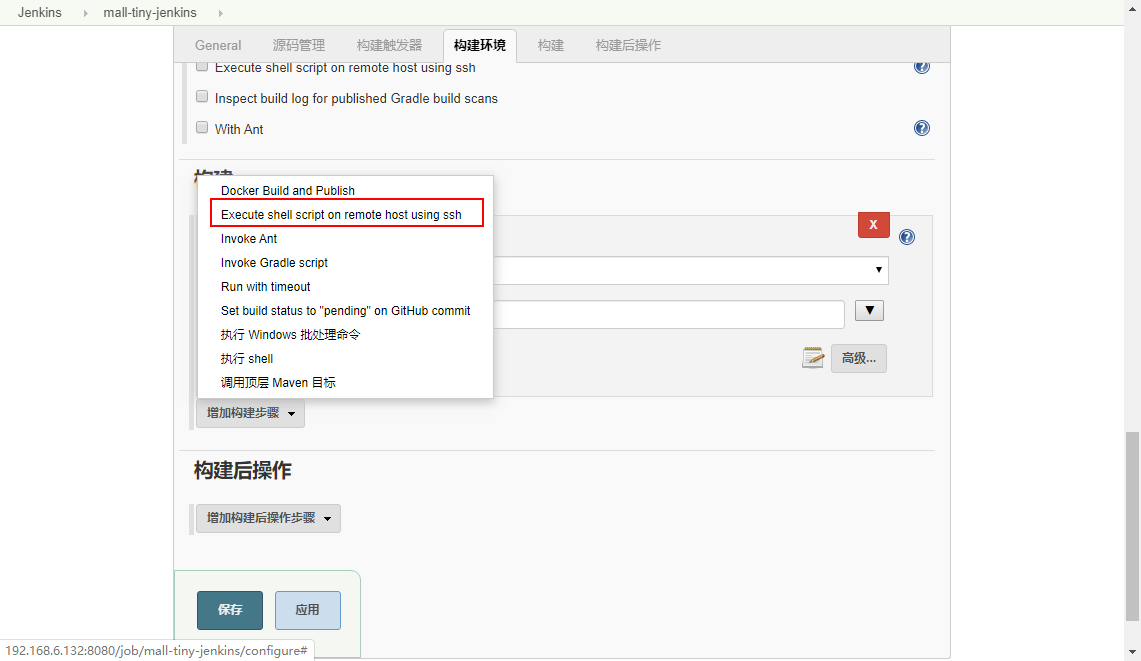 Jenkins
mall-tiny-jenkins
General
源码管理
构建触发器
构建环境
构建
构建后操作
Execute shell script on remote host using ssh
Inspect build log for published Gradle build scans
With Ant
构建
Docker Build and Publish
Execute shell script on remote host using ssh
Invoke Ant
Invoke Gradle script
Run with timeout
Set build status to "pending" on GitHub commit
执行 Windows 批处理命令
执行 shell
调用顶层 Maven 目标
X
高级...
增加构建步骤
构建后操作
增加构建后操作步骤
保存
应用
192.168.6.132:8080/job/mall-tiny-jenkins/configure#